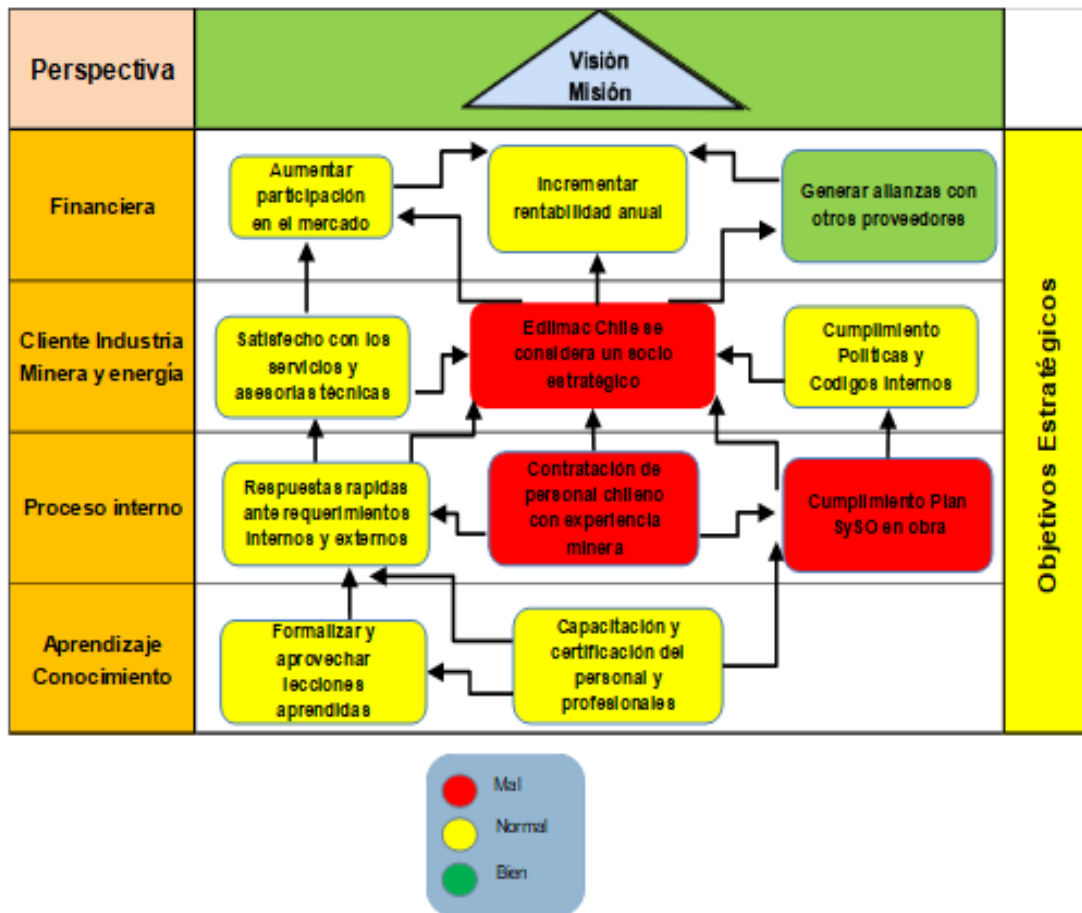 Perspectiva
Visión
Misión
Financiera
Aumentar
participación
en el mercado
Incrementar
rentabilidad anual
Generar alianzas con
otros proveedores
Cliente Industria
Minera y energía
Satisfecho con los
servicios y
asesorías técnicas
Edilmac Chile se
considera un socio
estratégico
Cumplimiento
Políticas y
Codigos Internos
Proceso interno
Respuestas rapidas
ante requerimientos
internos y externos
Contratación de
personal chileno
con experiencia
minera
Cumplimiento Plan
SySO en obra
Aprendizaje
Conocimiento
Formalizar y
aprovechar
lecciones
aprendidas
Capacitación y
certificación del
personal y
profesionales
Objetivos Estratégicos
Mal
Normal
Bien